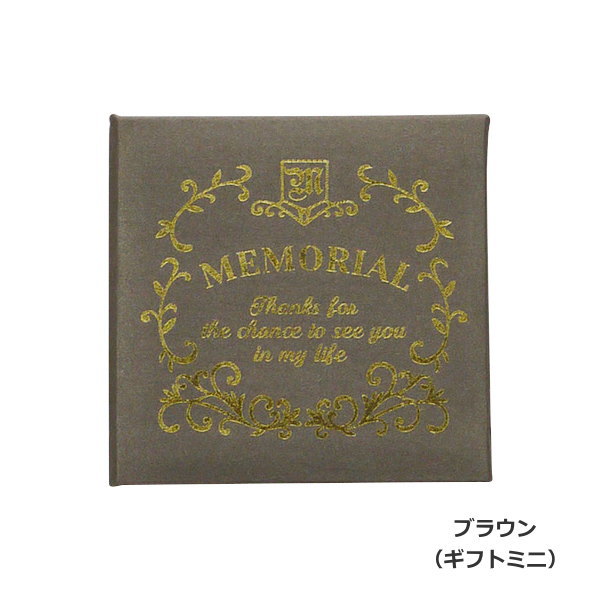 M
MEMORIAL
Thanks for
the chance to see you
in my life
ブラウン
（ギフトミニ）